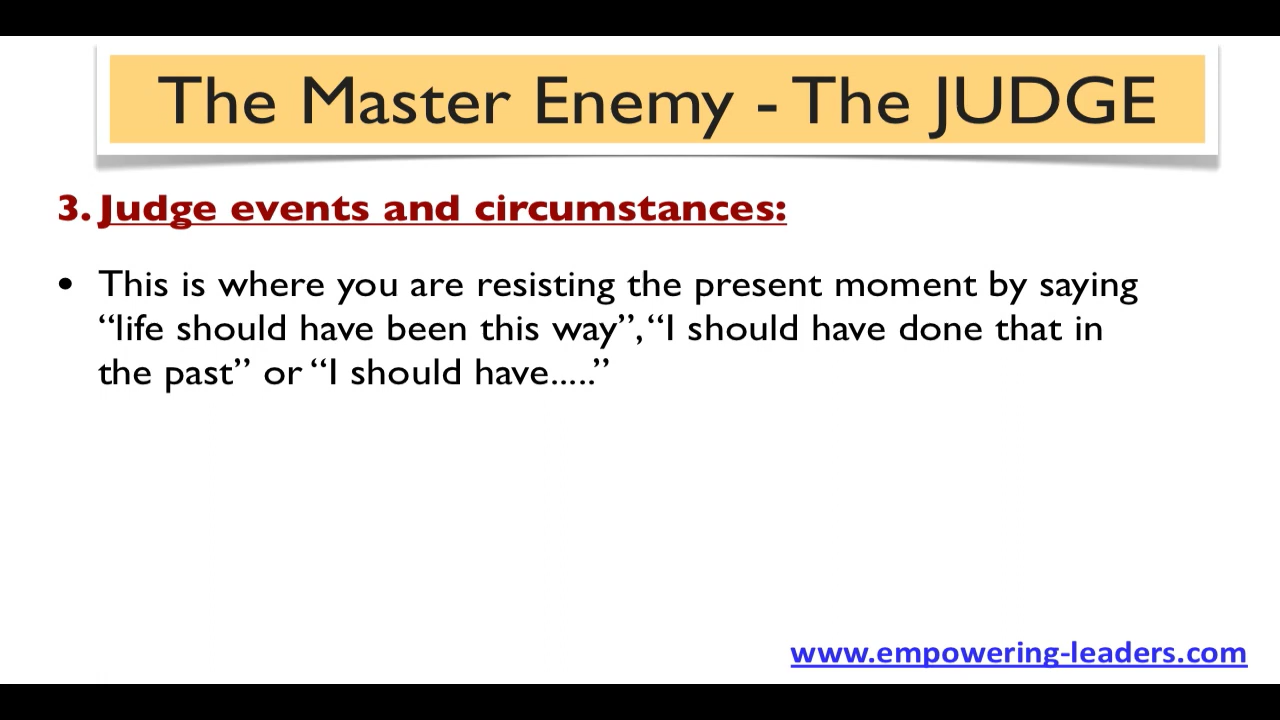 The Master Enemy - The JUDGE
3. Judge events and circumstances:
• This is where you are resisting the present moment by saying
“life should have been this way”, “I should have done that in
the past” or “I should have.....”
www.empowering-leaders.com